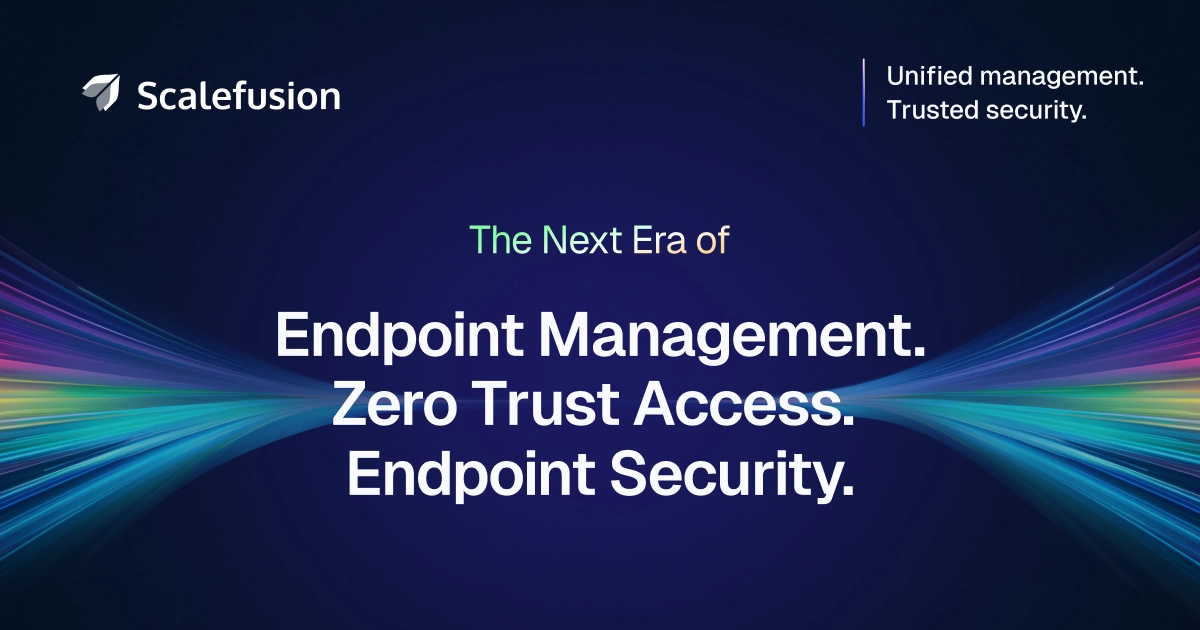 Scalefusion
Unified management.
Trusted security.
The Next Era of
Endpoint Management.
Zero Trust Access.
Endpoint Security.